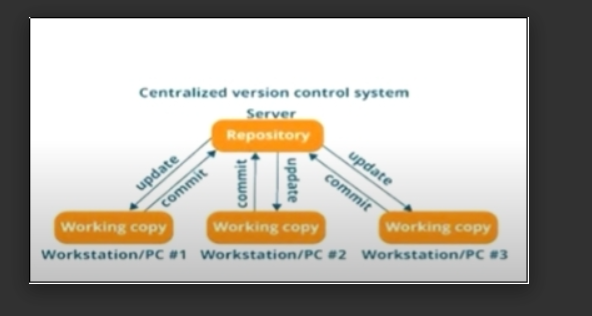 Centralized version control system
Server
Repository
update
commit
commit
update
update
commit
Working copy
Working copy
Working copy
Workstation/PC #1
Workstation/PC #2
Workstation/PC #3